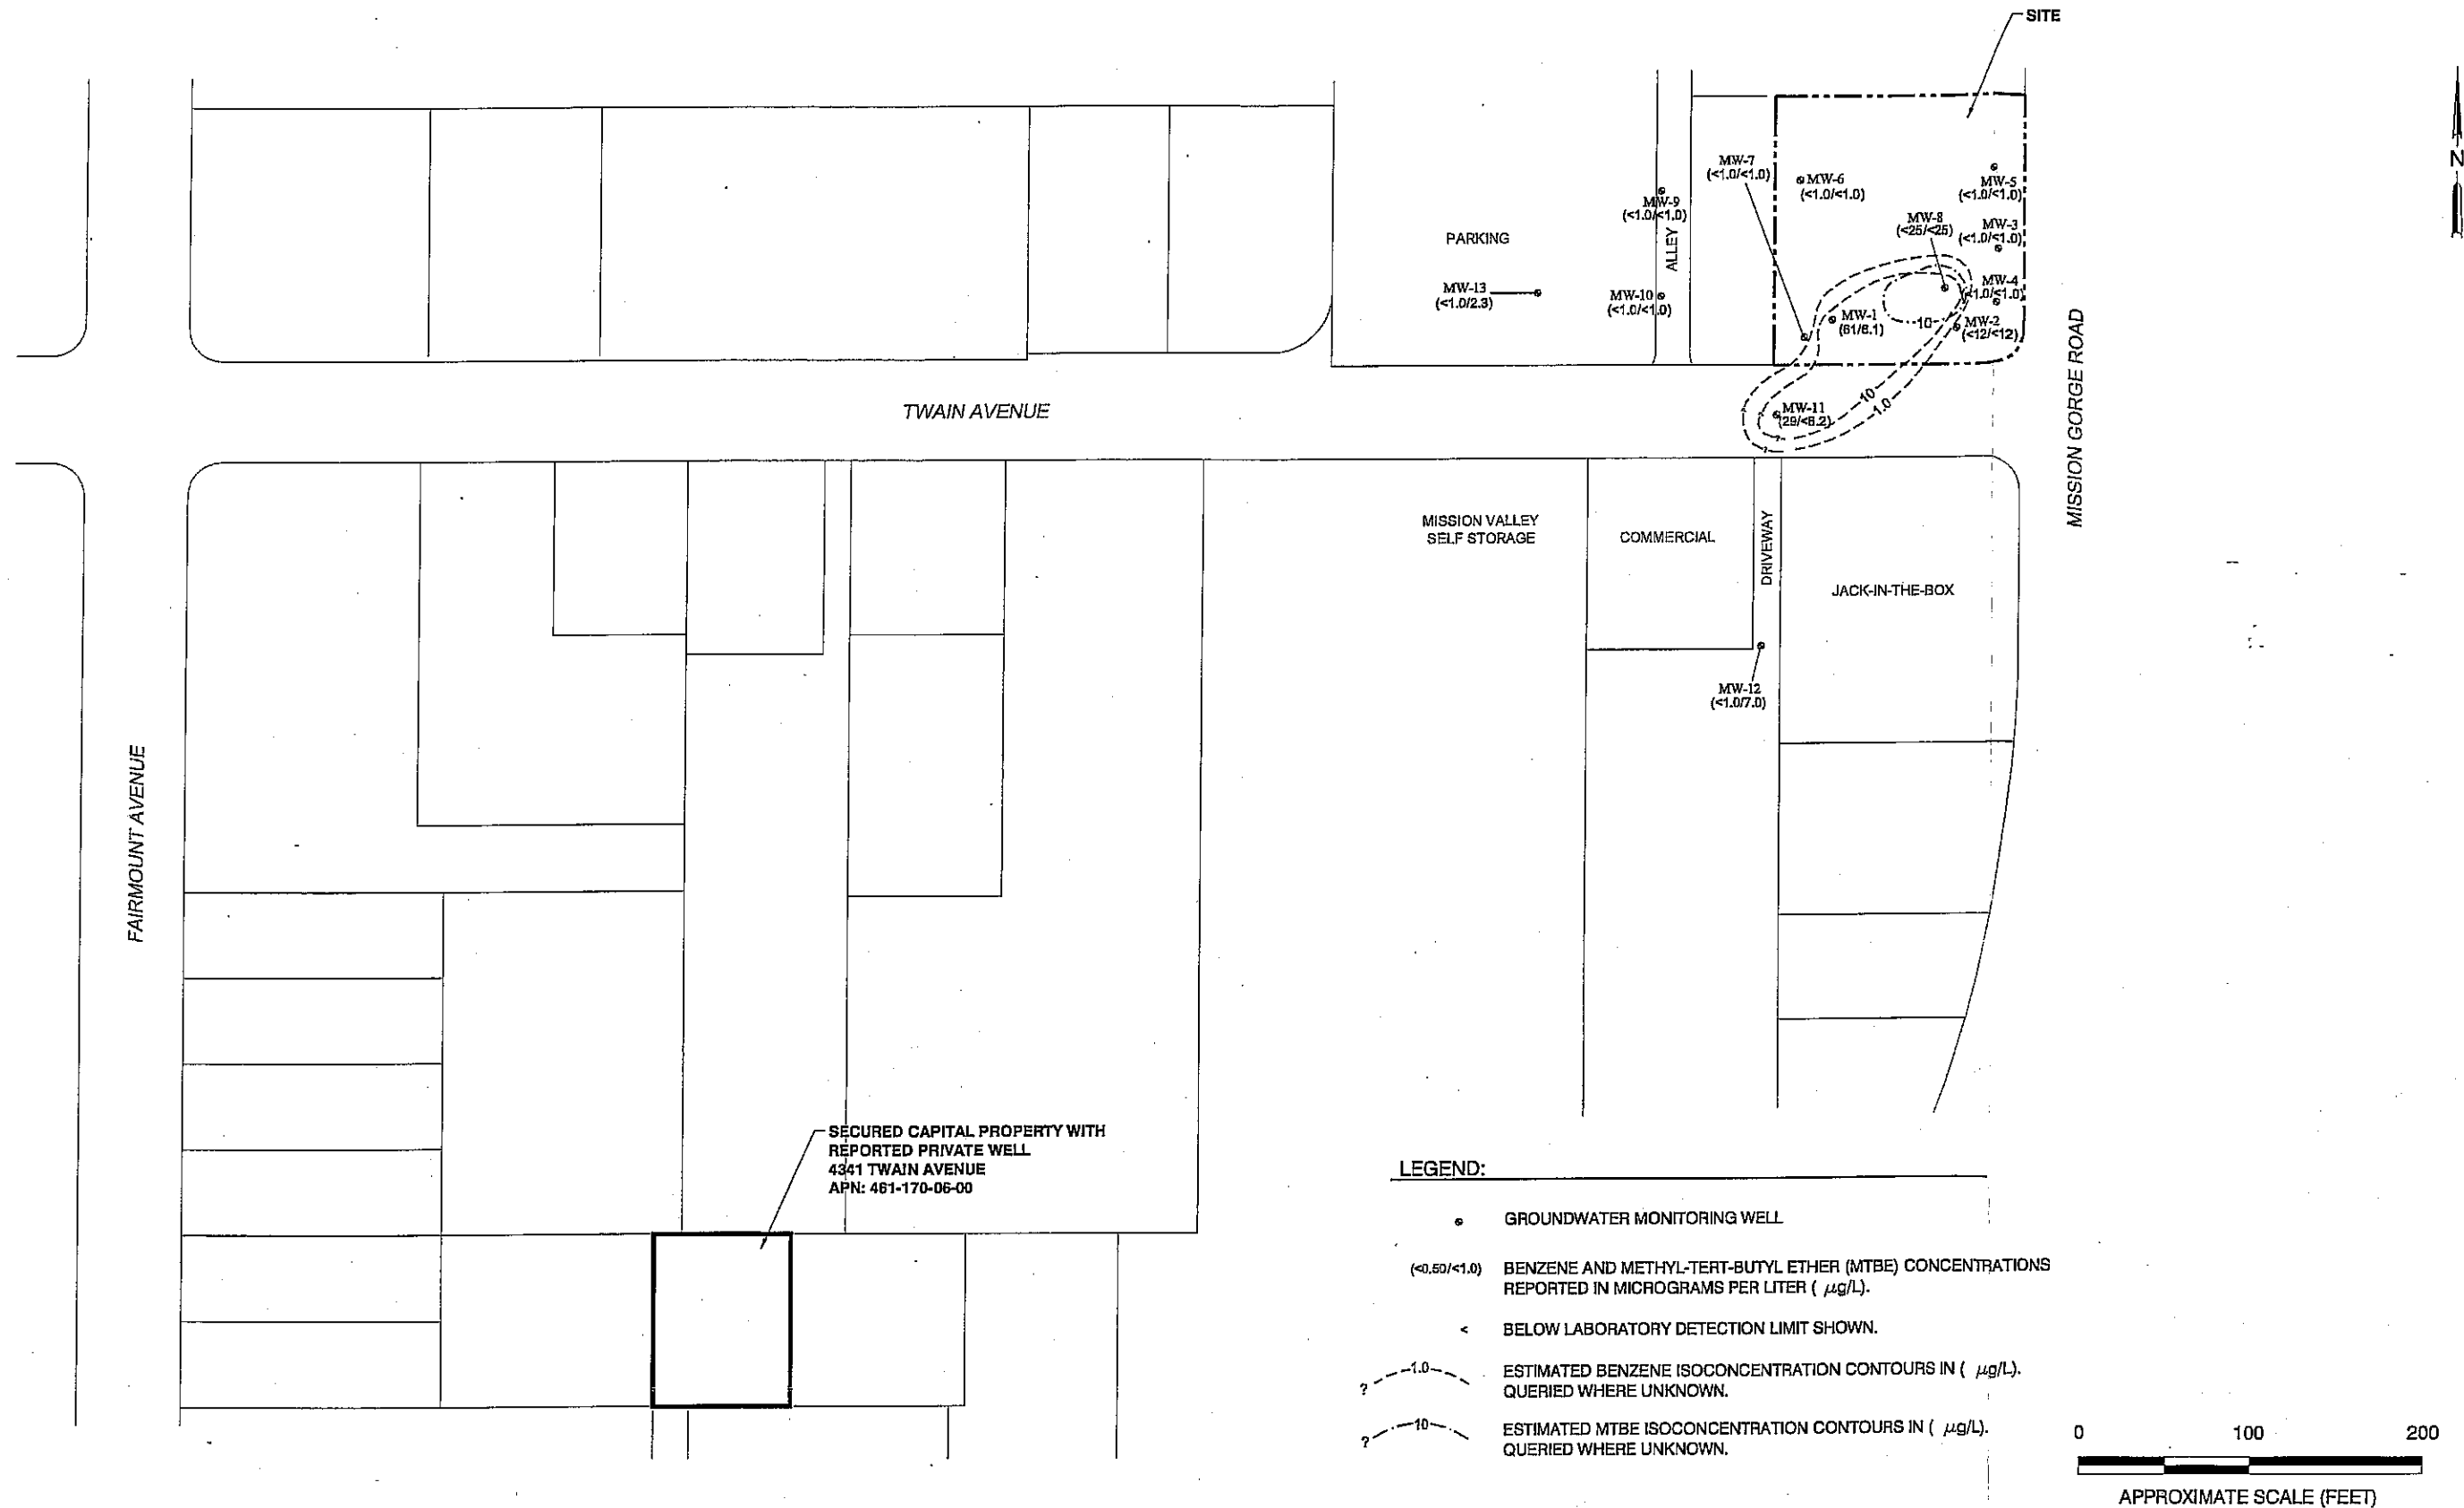 SITE
N
MW-7
(<1.0/<1.0)
MW-6
(<1.0/<1.0)
MW-5
(<1.0/<1.0)
MW-9
(<1.0/<1.0)
MW-8
(<25/<25)
MW-3
(<1.0/<1.0)
PARKING
ALLEY
MW-13
(<1.0/2.3)
MW-10
(<1.0/<1.0)
MW-4
(<1.0/<1.0)
MW-1
(61/6.1)
10
MW-2
(<12/<12)
TWAIN AVENUE
10
1.0
MW-11
(29/<6.2)
?
?
MISSION GORGE ROAD
MISSION VALLEY
SELF STORAGE
COMMERCIAL
DRIVEWAY
JACK-IN-THE-BOX
MW-12
(<1.0/7.0)
FAIRMOUNT AVENUE
SECURED CAPITAL PROPERTY WITH
REPORTED PRIVATE WELL
4341 TWAIN AVENUE
APN: 461-170-06-00
LEGEND:
GROUNDWATER MONITORING WELL
(<0.50/<1.0) BENZENE AND METHYL-TERT-BUTYL ETHER (MTBE) CONCENTRATIONS
REPORTED IN MICROGRAMS PER LITER ( µg/L).
< BELOW LABORATORY DETECTION LIMIT SHOWN.
? 1.0 ESTIMATED BENZENE ISOCONCENTRATION CONTOURS IN ( µg/L).
QUERIED WHERE UNKNOWN.
? 10 ESTIMATED MTBE ISOCONCENTRATION CONTOURS IN ( µg/L).
QUERIED WHERE UNKNOWN.
0 100 200
APPROXIMATE SCALE (FEET)